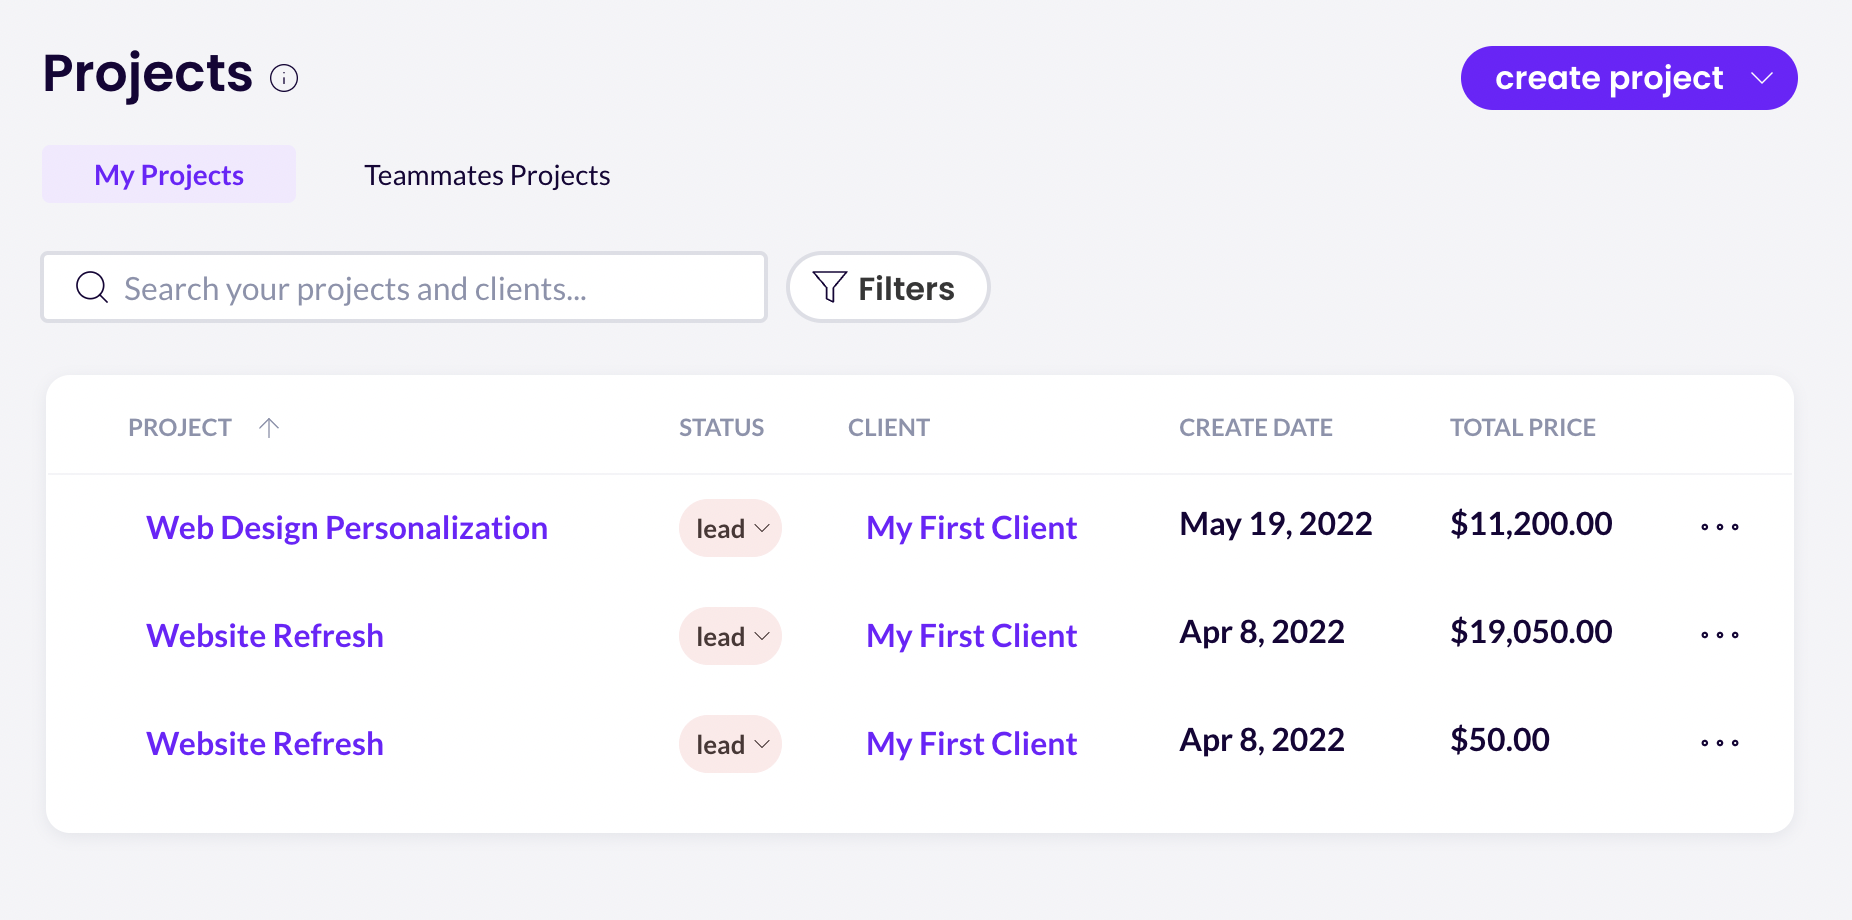 Projects
create project
My Projects Teammates Projects
Search your projects and clients... Filters
PROJECT STATUS CLIENT CREATE DATE TOTAL PRICE
Web Design Personalization lead My First Client May 19, 2022 $11,200.00
Website Refresh lead My First Client Apr 8, 2022 $19,050.00
Website Refresh lead My First Client Apr 8, 2022 $50.00